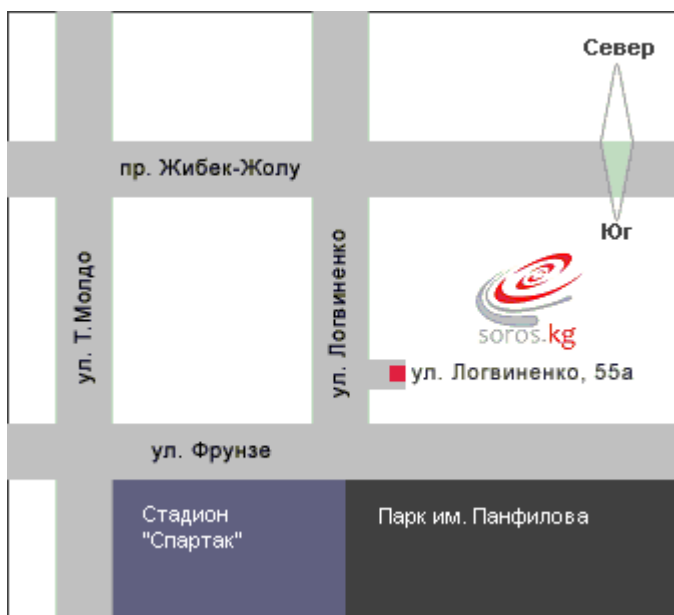 Север
пр. Жибек-Жолу
Юг
ул. Т.Молдо
ул. Логвиненко
soros.kg
ул. Логвиненко, 55а
ул. Фрунзе
Стадион
"Спартак"
Парк им. Панфилова